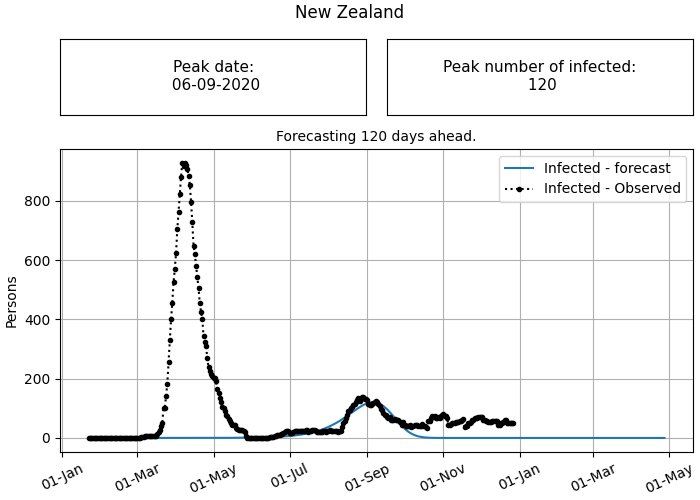 New Zealand
Peak date:
06-09-2020
Peak number of infected:
120
Forecasting 120 days ahead.
Infected - forecast
Infected - Observed
Persons
800
600
400
200
0
01-Jan
01-Mar
01-May
01-Jul
01-Sep
01-Nov
01-Jan
01-Mar
01-May